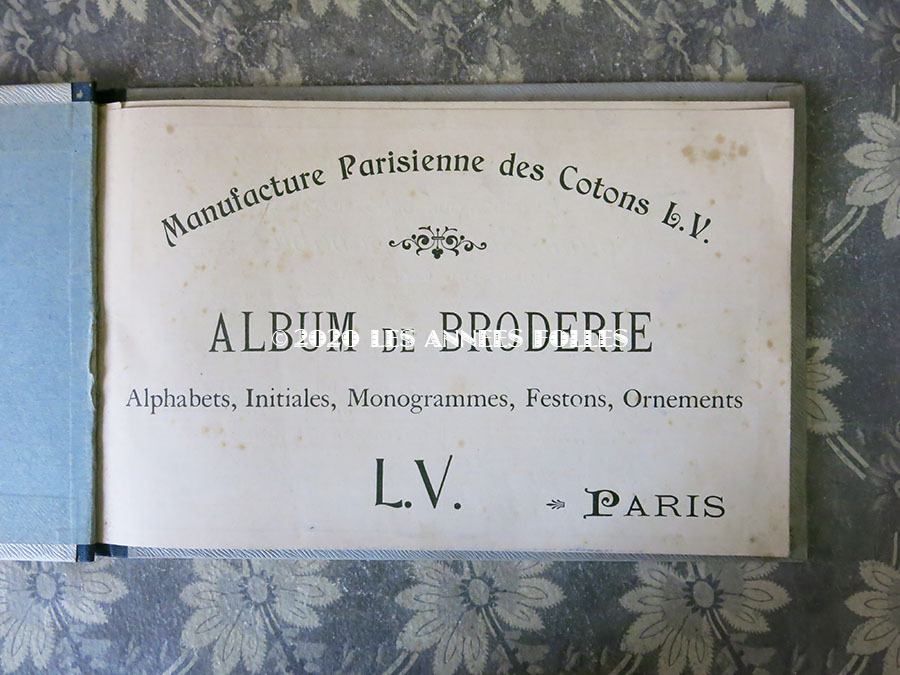 Manufacture Parisienne des Cotons L.V.
ALBUM DE BRODERIE
©2020 LES ANNEES FOLLES
Alphabets, Initiales, Monogrammes, Festons, Ornements
L.V.
PARIS